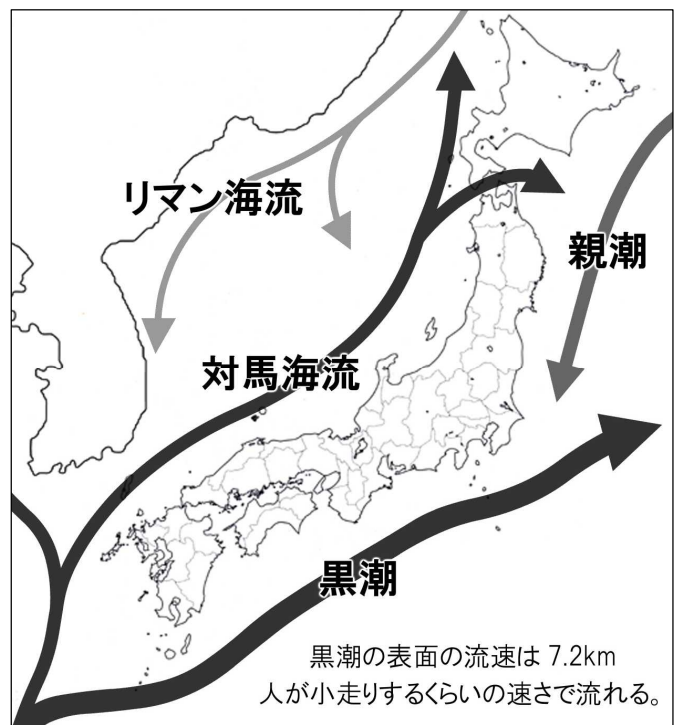 リマン海流
親潮
対馬海流
黒潮
黒潮の表面の流速は 7.2km
人が小走りするくらいの速さで流れる。